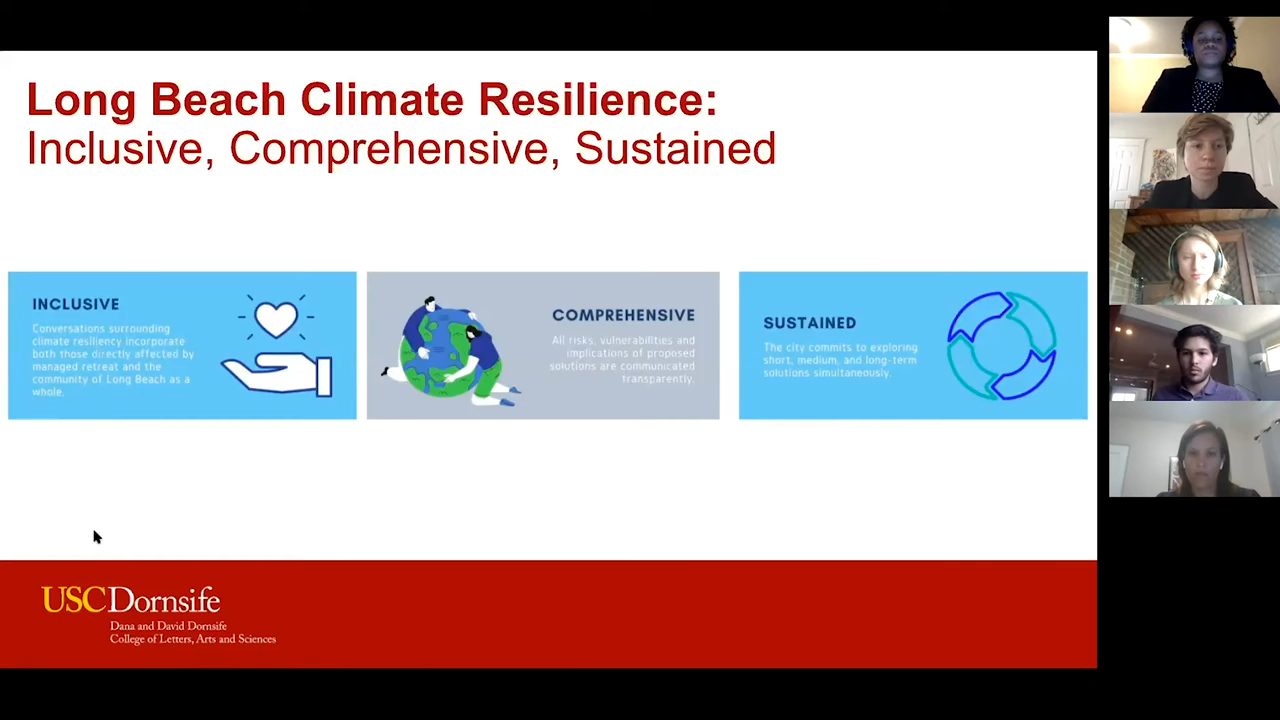 Long Beach Climate Resilience:
Inclusive, Comprehensive, Sustained
INCLUSIVE
Conversations surrounding
climate resiliency incorporate
both those directly affected by
managed retreat and the
community of Long Beach as a
whole.
COMPREHENSIVE
All risks, vulnerabilities and
implications of proposed
solutions are communicated
transparently.
SUSTAINED
The city commits to exploring
short, medium, and long-term
solutions simultaneously.
USCDornsife
Dana and David Dornsife
College of Letters, Arts and Sciences